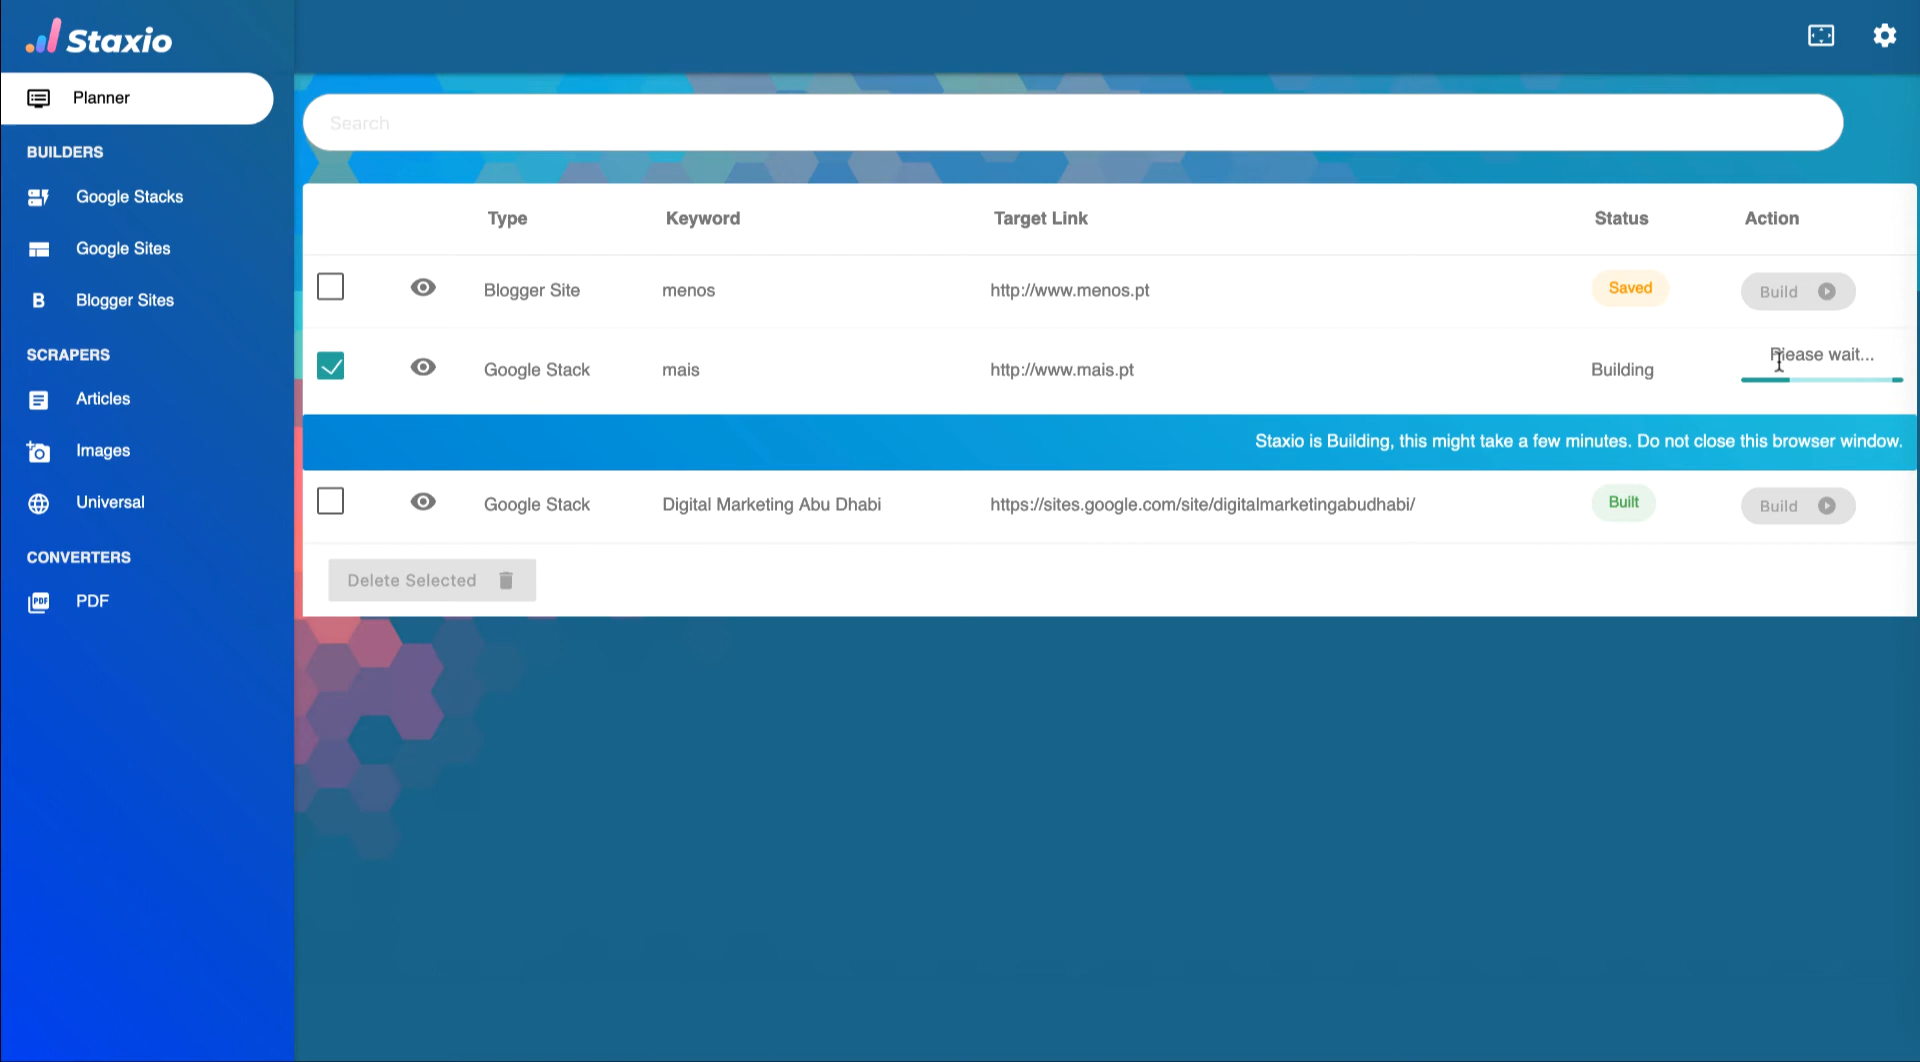 Staxio
Planner
BUILDERS
Google Stacks
Google Sites
B Blogger Sites
SCRAPERS
Articles
Images
Universal
CONVERTERS
PDF PDF
Search
Type Keyword Target Link Status Action
Blogger Site menos http://www.menos.pt Saved Build
Google Stack mais http://www.mais.pt Building Please wait...
Staxio is Building, this might take a few minutes. Do not close this browser window.
Google Stack Digital Marketing Abu Dhabi https://sites.google.com/site/digitalmarketingabudhabi/ Built Build
Delete Selected